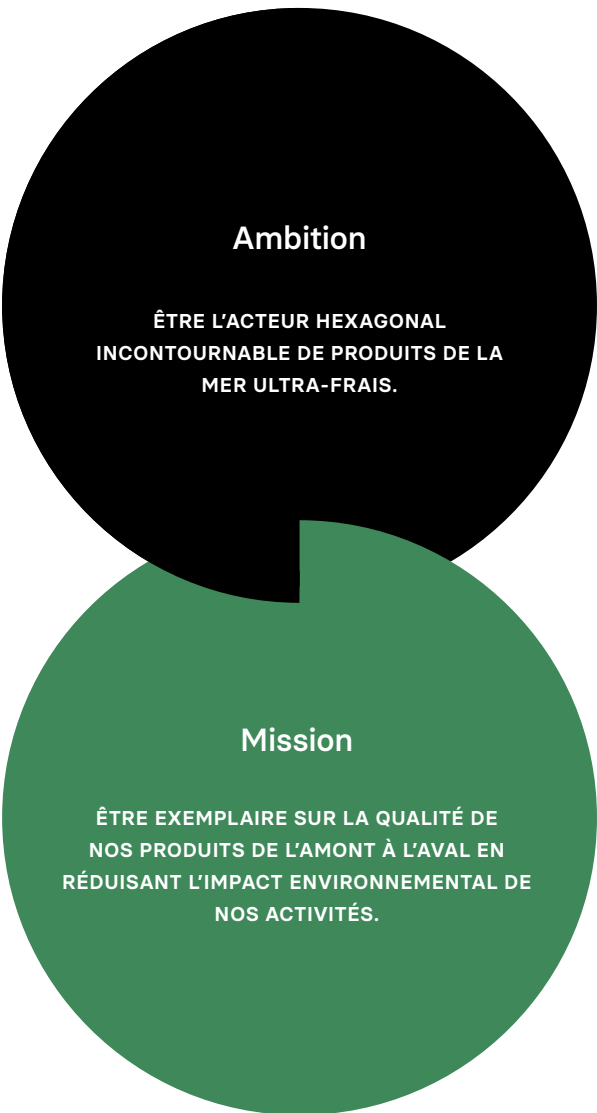 Ambition
ÊTRE L’ACTEUR HEXAGONAL
INCONTOURNABLE DE PRODUITS DE LA
MER ULTRA-FRAIS.
Mission
ÊTRE EXEMPLAIRE SUR LA QUALITÉ DE
NOS PRODUITS DE L’AMONT À L’AVAL EN
RÉDUISANT L’IMPACT ENVIRONNEMENTAL DE
NOS ACTIVITÉS.